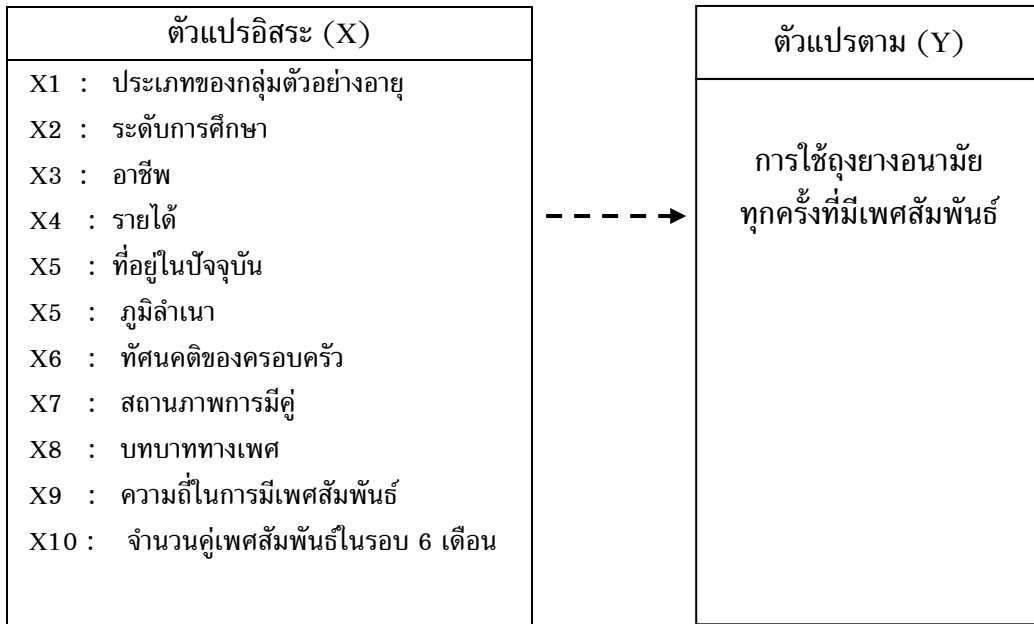 ตัวแปรอิสระ (X)
X1 : ประเภทของกลุ่มตัวอย่างอายุ
X2 : ระดับการศึกษา
X3 : อาชีพ
X4 : รายได้
X5 : ที่อยู่ในปัจจุบัน
X5 : ภูมิลำเนา
X6 : ทัศนคติของครอบครัว
X7 : สถานภาพการมีคู่
X8 : บทบาททางเพศ
X9 : ความถี่ในการมีเพศสัมพันธ์
X10 : จำนวนคู่เพศสัมพันธ์ในรอบ 6 เดือน
ตัวแปรตาม (Y)
การใช้ถุงยางอนามัย
ทุกครั้งที่มีเพศสัมพันธ์